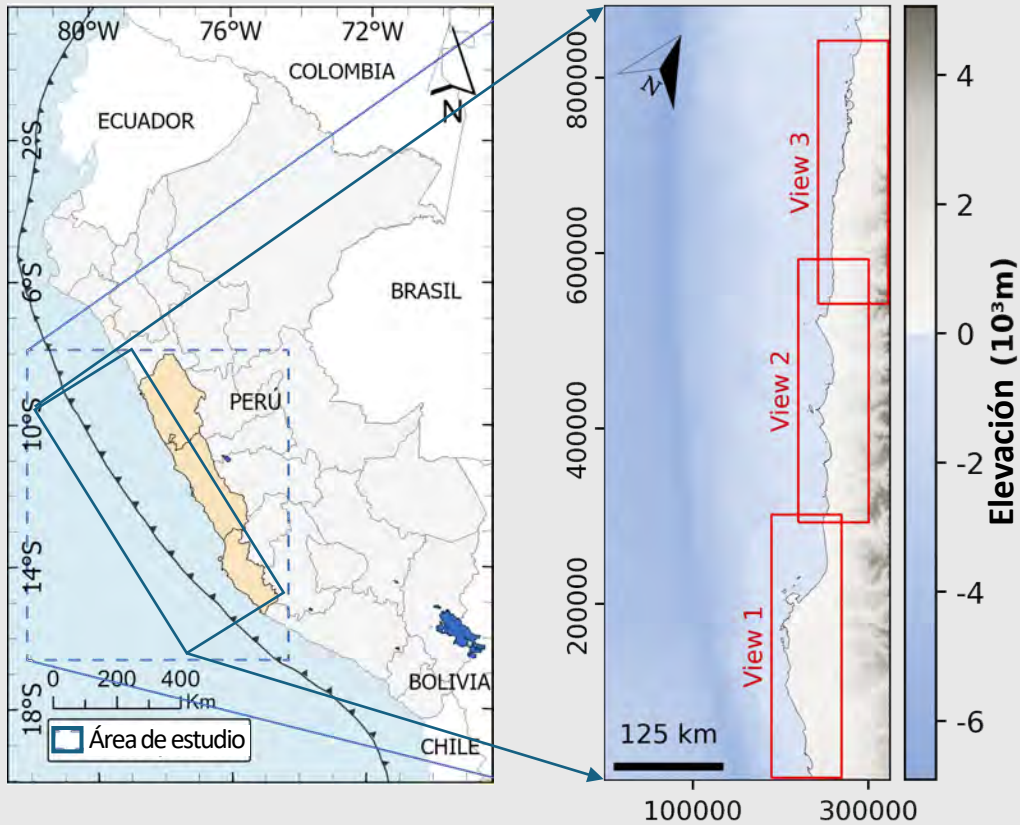 80°W 76°W 72°W
COLOMBIA
N
ECUADOR
2°S
6°S
BRASIL
PERÚ
10°S
14°S
0 200 400
Km
BOLIVIA
18°S
Área de estudio
CHILE
N
800000
600000
400000
200000
View 3
View 2
View 1
125 km
100000 300000
4
2
0
-2
-4
-6
Elevación (10³m)